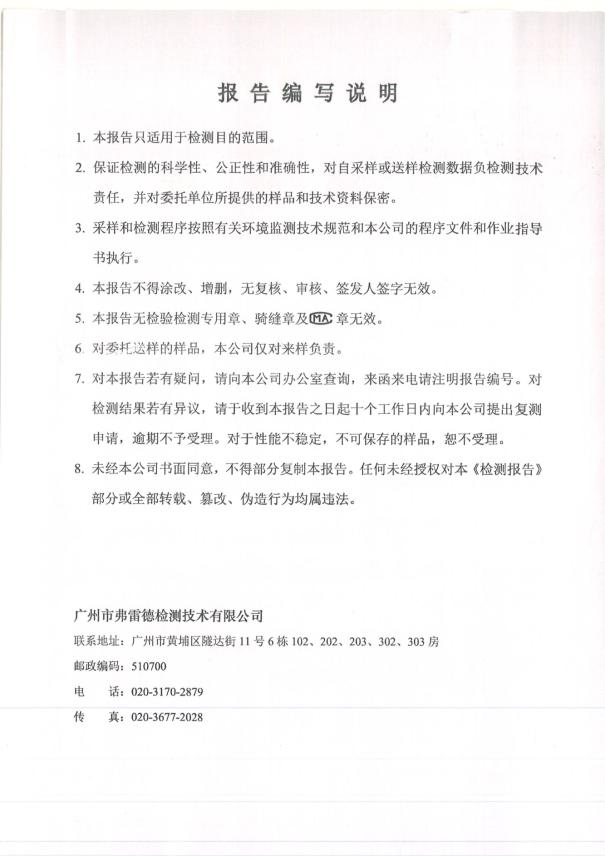 报告编写说明
1. 本报告只适用于检测目的范围。
2. 保证检测的科学性、公正性和准确性，对自采样或送样检测数据负检测技术
责任，并对委托单位所提供的样品和技术资料保密。
3. 采样和检测程序按照有关环境监测技术规范和本公司的程序文件和作业指导
书执行。
4. 本报告不得涂改、增删，无复核、审核、签发人签字无效。
5. 本报告无检验检测专用章、骑缝章及MA章无效。
6. 对委托送样的样品，本公司仅对来样负责。
7. 对本报告若有疑问，请向本公司办公室查询，来函来电请注明报告编号。对
检测结果若有异议，请于收到本报告之日起十个工作日内向本公司提出复测
申请，逾期不予受理。对于性能不稳定，不可保存的样品，恕不受理。
8. 未经本公司书面同意，不得部分复制本报告。任何未经授权对本《检测报告》
部分或全部转载、篡改、伪造行为均属违法。
广州市弗雷德检测技术有限公司
联系地址：广州市黄埔区隧达街 11 号 6 栋 102、202、203、302、303 房
邮政编码：510700
电 话：020-3170-2879
传 真：020-3677-2028